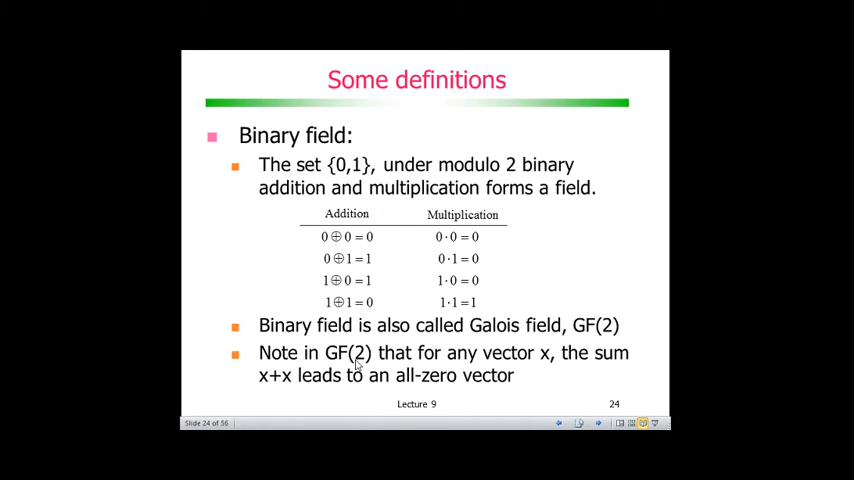 Some definitions
Binary field:
The set {0,1}, under modulo 2 binary
addition and multiplication forms a field.
Addition Multiplication
0⊕0=0 0·0=0
0⊕1=1 0·1=0
1⊕0=1 1·0=0
1⊕1=0 1·1=1
Binary field is also called Galois field, GF(2)
Note in GF(2) that for any vector x, the sum
x+x leads to an all-zero vector
Lecture 9 24
Slide 24 of 56